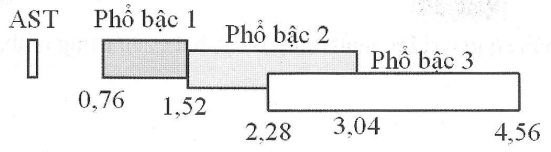 AST
Phổ bậc 1
Phổ bậc 2
Phổ bậc 3
0,76
1,52
2,28
3,04
4,56